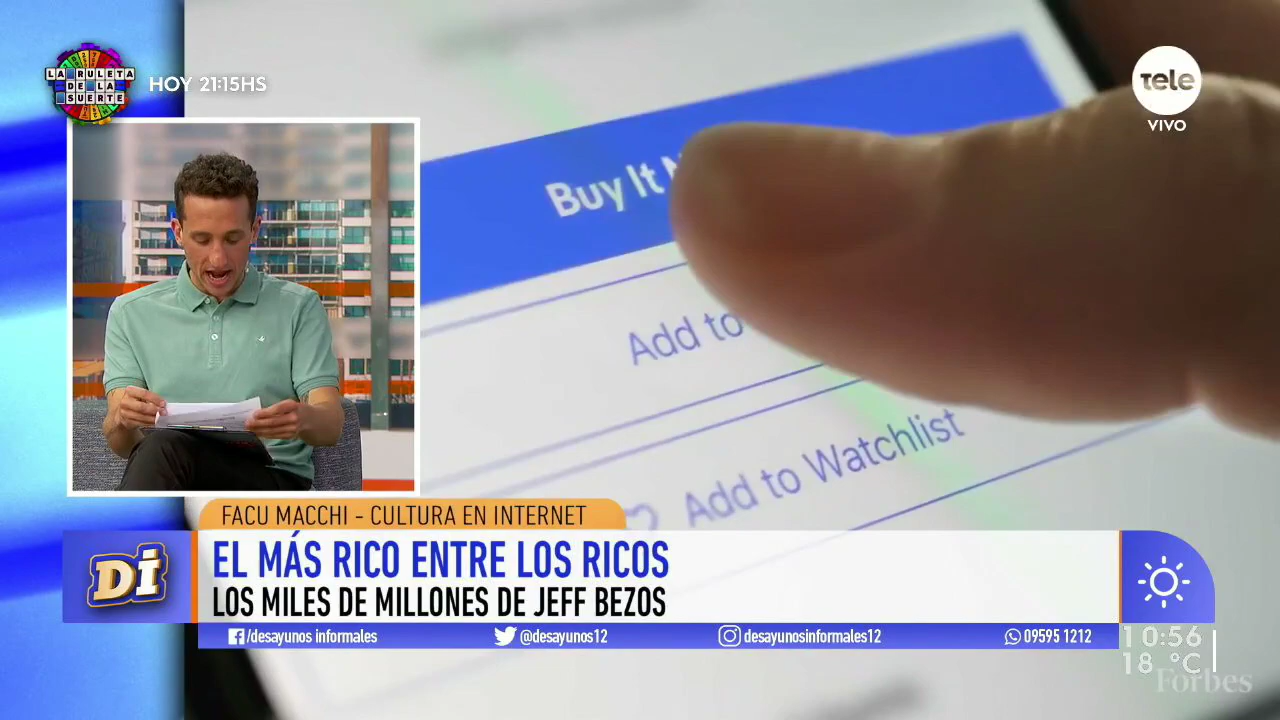 LA RULETA
DE LA
SUERTE
HOY 21:15HS
TELE
VIVO
Buy It
Add to
Add to Watchlist
FACU MACCHI - CULTURA EN INTERNET
DI
EL MÁS RICO ENTRE LOS RICOS
LOS MILES DE MILLONES DE JEFF BEZOS
/desayunos informales
@desayunos12
desayunosinformales12
09595 1212
10:56
18 °C
Forbes